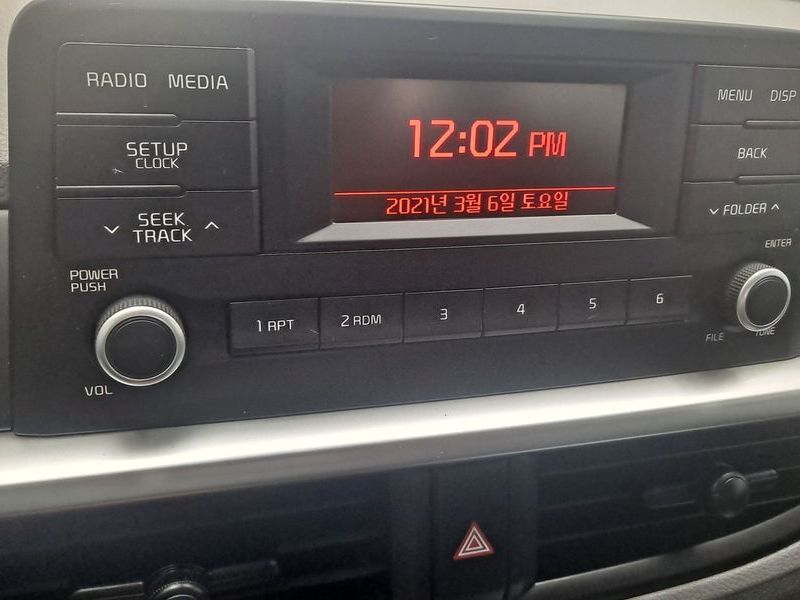 RADIO MEDIA
SETUP
CLOCK
SEEK
TRACK
POWER
PUSH
VOL
12:02 PM
2021년 3월 6일 토요일
MENU DISP
BACK
FOLDER
ENTER
FILE
TUNE
1 RPT
2 RDM
3
4
5
6